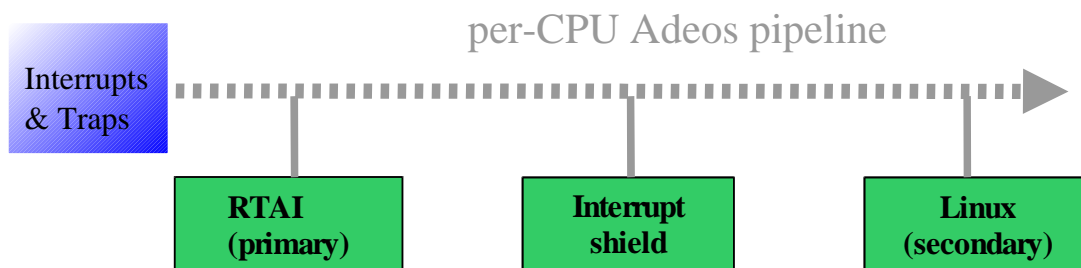 per-CPU Adeos pipeline
Interrupts
& Traps
RTAI
(primary)
Interrupt
shield
Linux
(secondary)